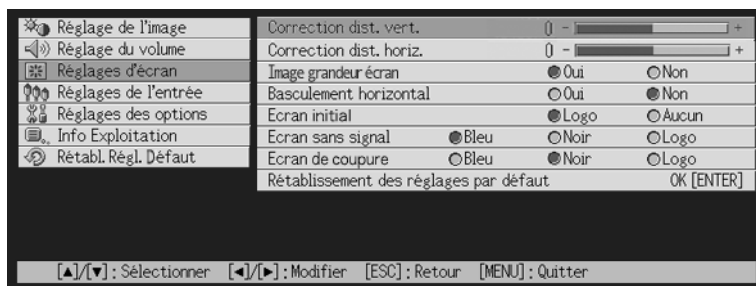 Réglage de l'image
Réglage du volume
Réglages d'écran
Réglages de l'entrée
Réglages des options
Info Exploitation
Rétabl. Régl. Défaut
Correction dist. vert. 0 - +
Correction dist. horiz. 0 - +
Image grandeur écran Oui Non
Basculement horizontal Oui Non
Ecran initial Logo Aucun
Ecran sans signal Bleu Noir Logo
Ecran de coupure Bleu Noir Logo
Rétablissement des réglages par défaut OK [ENTER]
[▲]/[▼] : Sélectionner [◄]/[►] : Modifier [ESC] : Retour [MENU] : Quitter